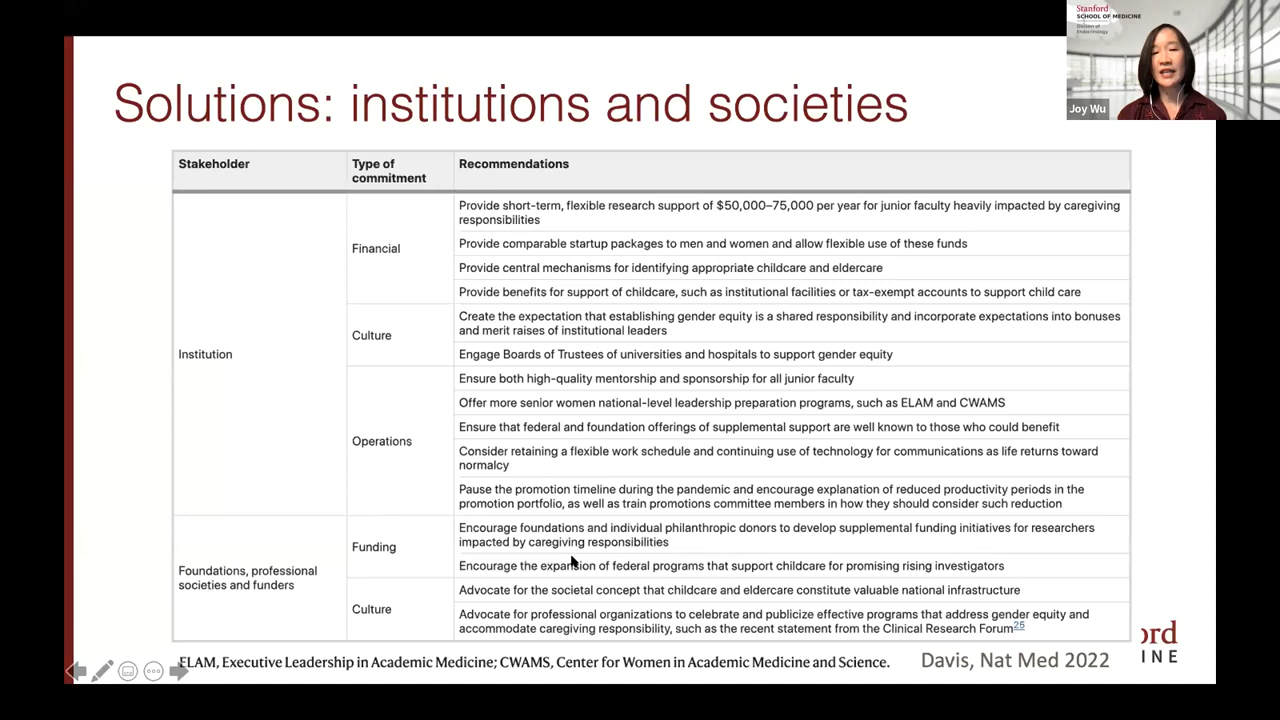 Stanford
SCHOOL OF MEDICINE
Division of
Endocrinology
Joy Wu
Solutions: institutions and societies
Stakeholder
Type of
commitment
Recommendations
Institution
Financial
Provide short-term, flexible research support of $50,000–75,000 per year for junior faculty heavily impacted by caregiving
responsibilities
Provide comparable startup packages to men and women and allow flexible use of these funds
Provide central mechanisms for identifying appropriate childcare and eldercare
Provide benefits for support of childcare, such as institutional facilities or tax-exempt accounts to support child care
Culture
Create the expectation that establishing gender equity is a shared responsibility and incorporate expectations into bonuses
and merit raises of institutional leaders
Engage Boards of Trustees of universities and hospitals to support gender equity
Operations
Ensure both high-quality mentorship and sponsorship for all junior faculty
Offer more senior women national-level leadership preparation programs, such as ELAM and CWAMS
Ensure that federal and foundation offerings of supplemental support are well known to those who could benefit
Consider retaining a flexible work schedule and continuing use of technology for communications as life returns toward
normalcy
Pause the promotion timeline during the pandemic and encourage explanation of reduced productivity periods in the
promotion portfolio, as well as train promotions committee members in how they should consider such reduction
Foundations, professional
societies and funders
Funding
Encourage foundations and individual philanthropic donors to develop supplemental funding initiatives for researchers
impacted by caregiving responsibilities
Encourage the expansion of federal programs that support childcare for promising rising investigators
Culture
Advocate for the societal concept that childcare and eldercare constitute valuable national infrastructure
Advocate for professional organizations to celebrate and publicize effective programs that address gender equity and
accommodate caregiving responsibility, such as the recent statement from the Clinical Research Forum25
ord
INE
ELAM, Executive Leadership in Academic Medicine; CWAMS, Center for Women in Academic Medicine and Science.
Davis, Nat Med 2022